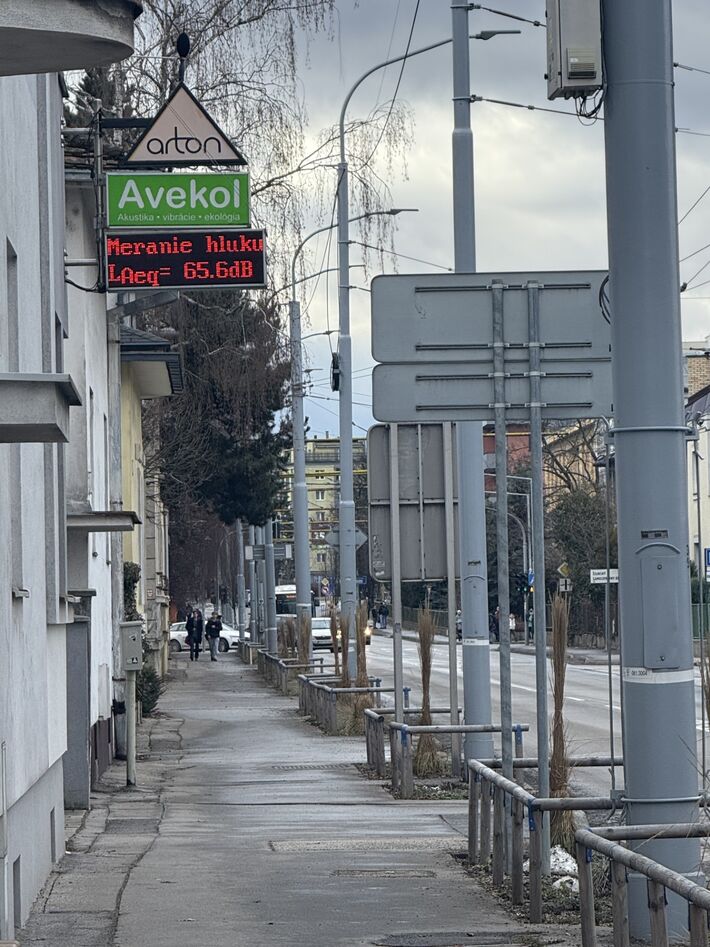 arton
Avekol
Akustika • vibrácie • ekológia
Meranie hluku
LAeq= 65.6dB